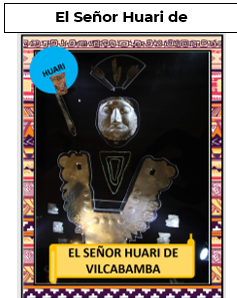 El Señor Huari de
HUARI
EL SEÑOR HUARI DE
VILCABAMBA